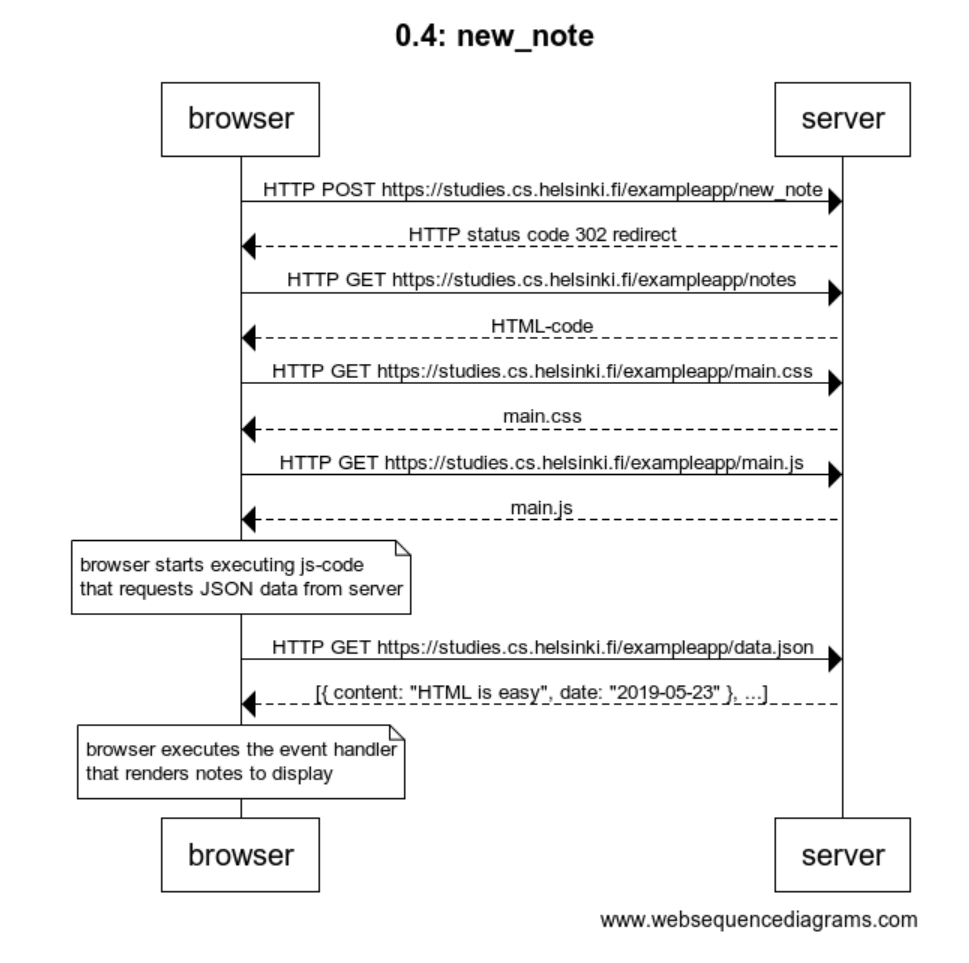 0.4: new_note
browser
server
HTTP POST https://studies.cs.helsinki.fi/exampleapp/new_note
HTTP status code 302 redirect
HTTP GET https://studies.cs.helsinki.fi/exampleapp/notes
HTML-code
HTTP GET https://studies.cs.helsinki.fi/exampleapp/main.css
main.css
HTTP GET https://studies.cs.helsinki.fi/exampleapp/main.js
main.js
browser starts executing js-code
that requests JSON data from server
HTTP GET https://studies.cs.helsinki.fi/exampleapp/data.json
[{ content: "HTML is easy", date: "2019-05-23" }, ...]
browser executes the event handler
that renders notes to display
browser
server
www.websequencediagrams.com